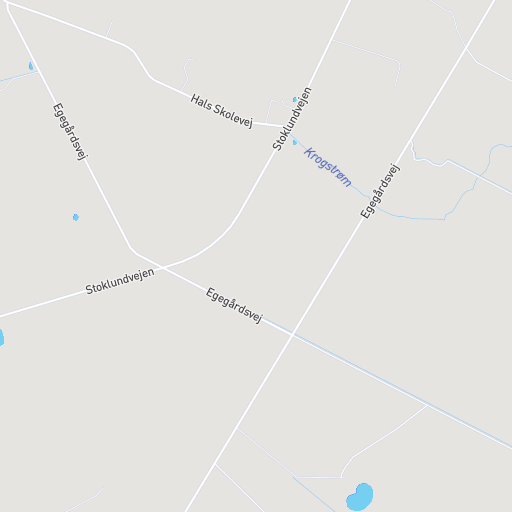 Hals Skolevej
Stoklundvejen
Egegårdsvej
Krogstrøm
Egegårdsvej
Stoklundvejen
Egegårdsvej